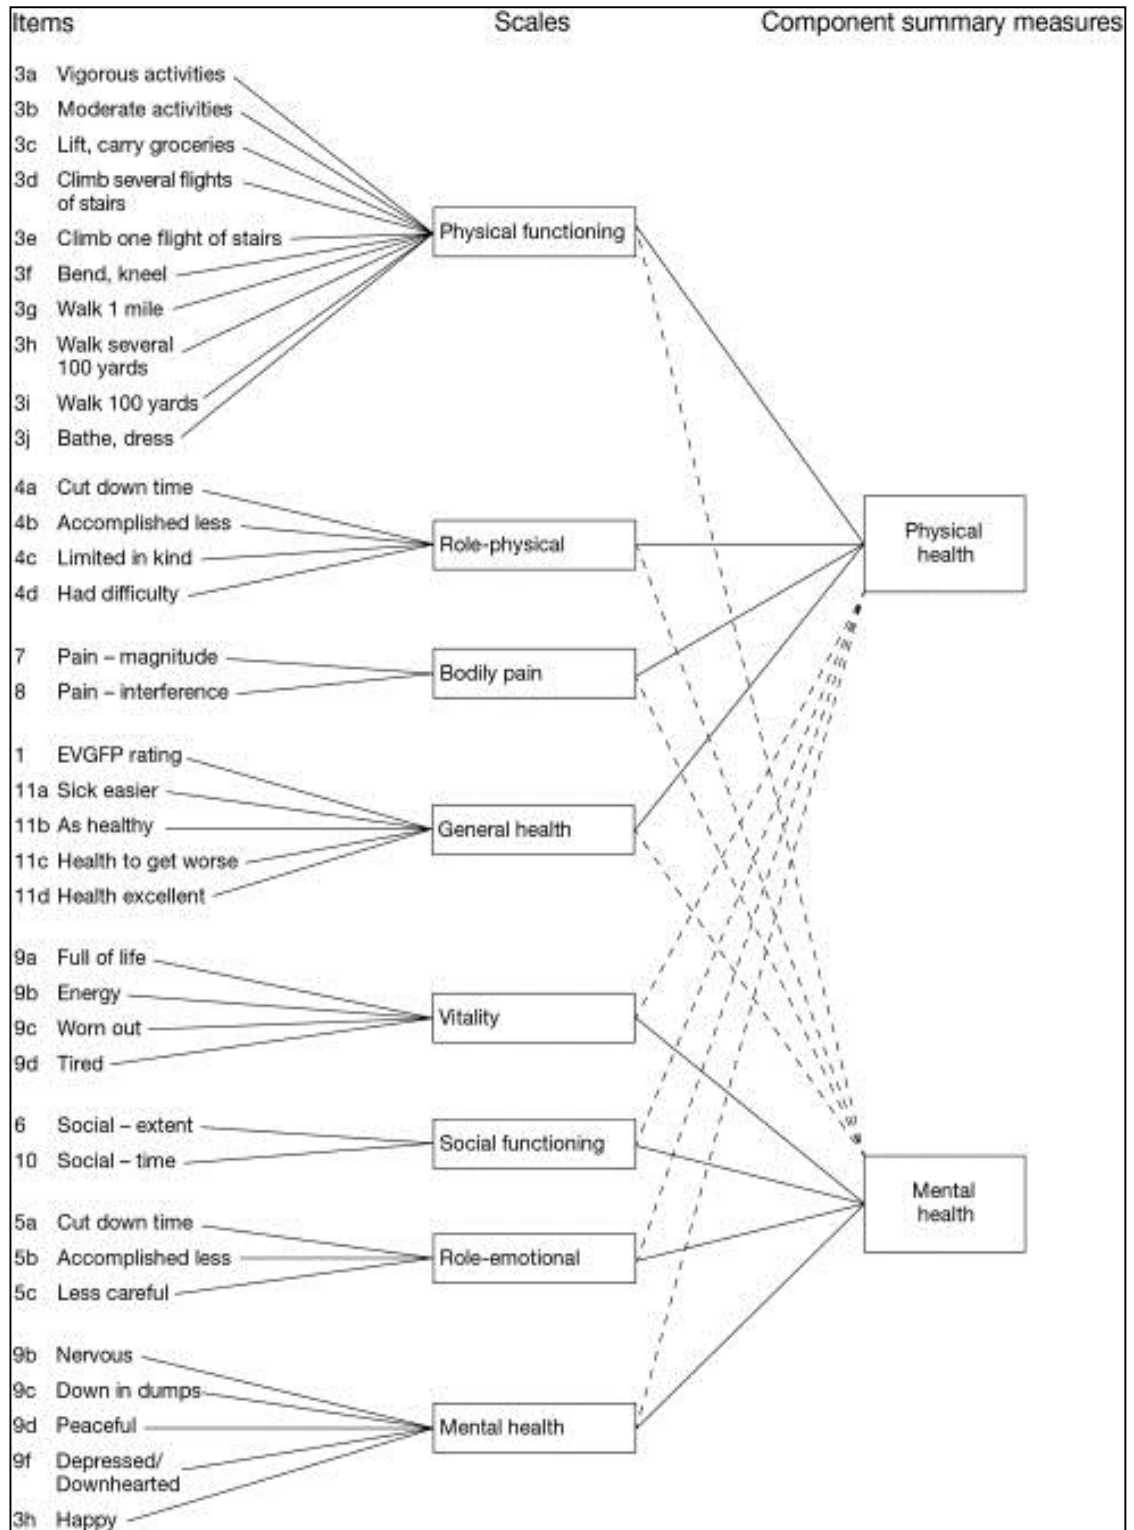 Items Scales Component summary measures
3a Vigorous activities
3b Moderate activities
3c Lift, carry groceries
3d Climb several flights
of stairs
3e Climb one flight of stairs
3f Bend, kneel
3g Walk 1 mile
3h Walk several
100 yards
3i Walk 100 yards
3j Bathe, dress
Physical functioning
4a Cut down time
4b Accomplished less
4c Limited in kind
4d Had difficulty
Role-physical
Physical
health
7 Pain – magnitude
8 Pain – interference
Bodily pain
1 EVGFP rating
11a Sick easier
11b As healthy
11c Health to get worse
11d Health excellent
General health
9a Full of life
9b Energy
9c Worn out
9d Tired
Vitality
6 Social – extent
10 Social – time
Social functioning
Mental
health
5a Cut down time
5b Accomplished less
5c Less careful
Role-emotional
9b Nervous
9c Down in dumps
9d Peaceful
9f Depressed/
Downhearted
3h Happy
Mental health